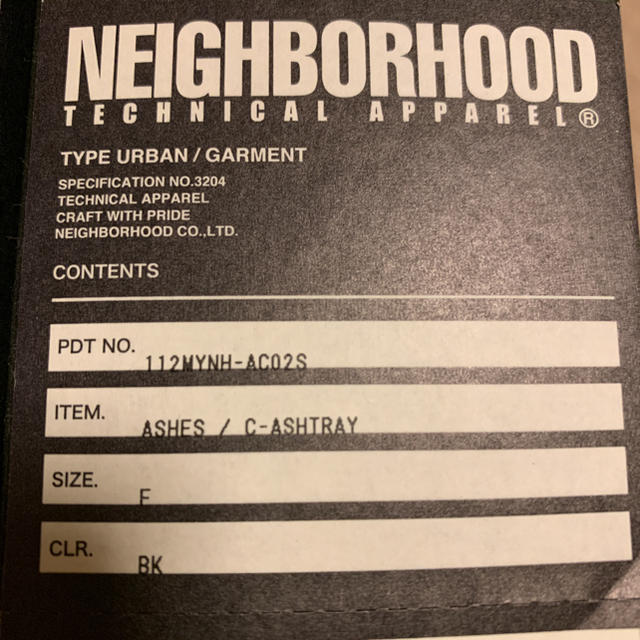 NEIGHBORHOOD
TECHNICAL APPAREL®
TYPE URBAN / GARMENT
SPECIFICATION NO.3204
TECHNICAL APPAREL
CRAFT WITH PRIDE
NEIGHBORHOOD CO.,LTD.
CONTENTS
PDT NO. 112MYNH-AC02S
ITEM. ASHES / C-ASHTRAY
SIZE. F
CLR. BK